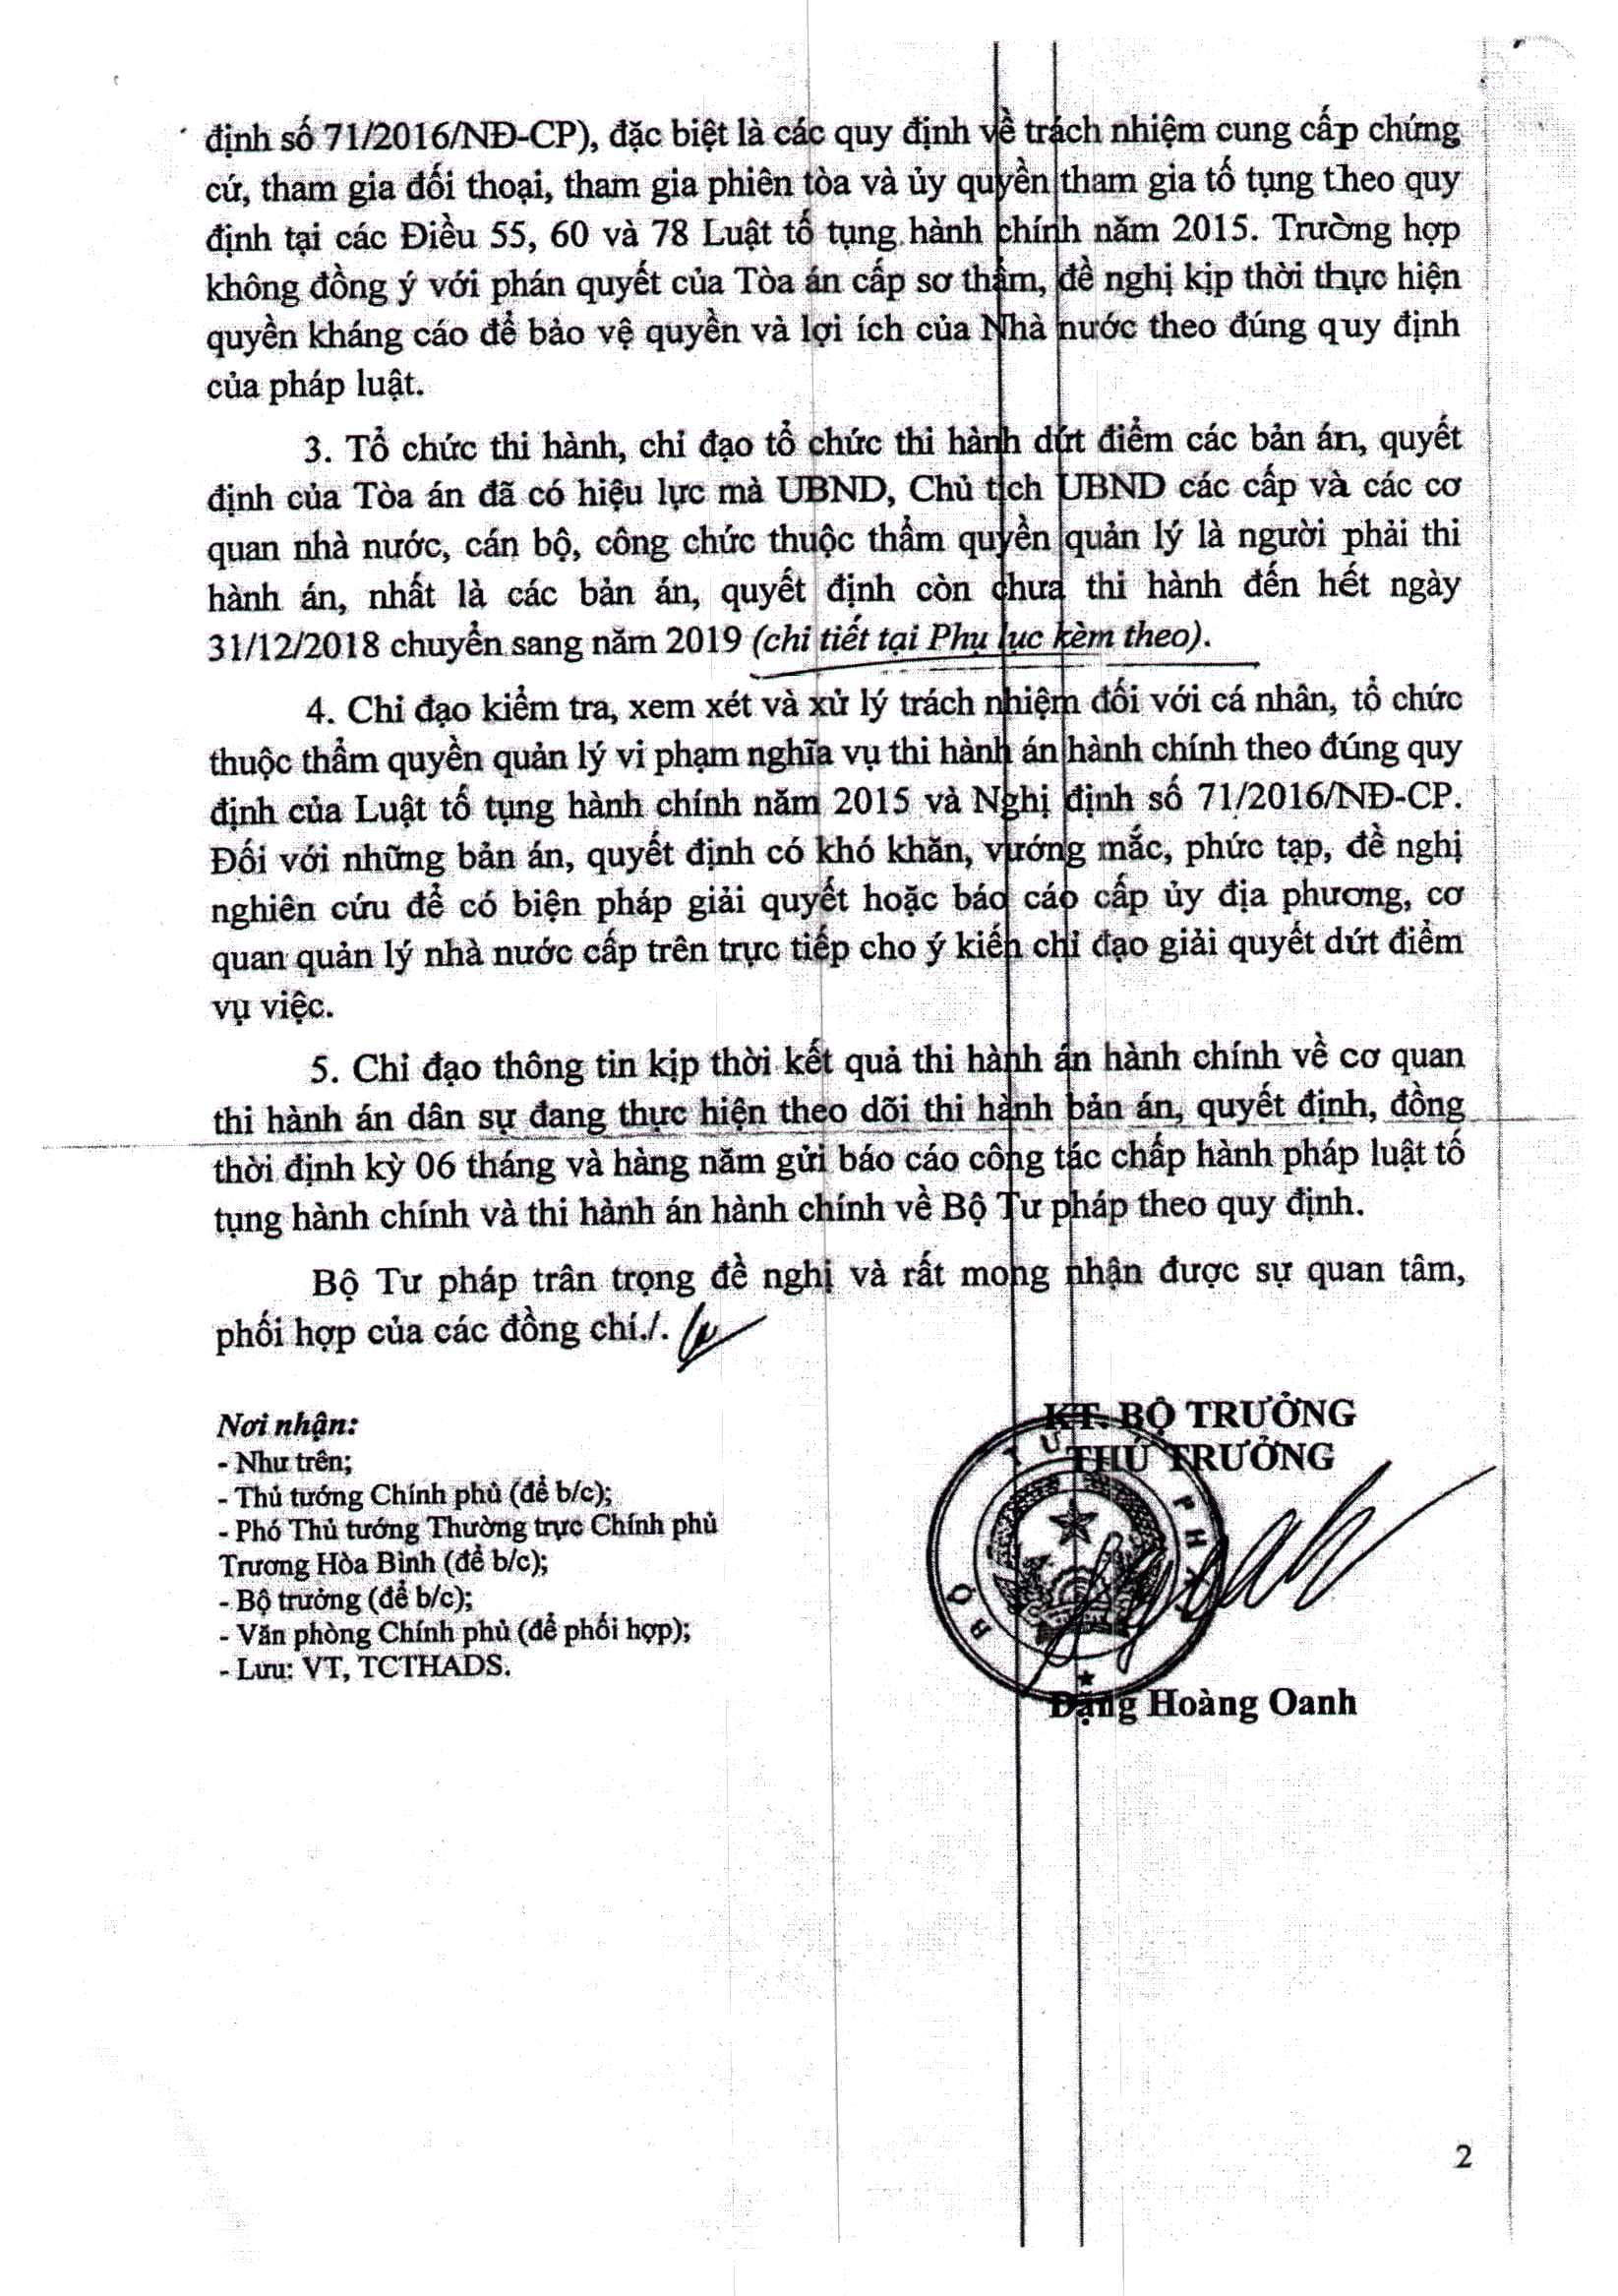 định số 71/2016/NĐ-CP), đặc biệt là các quy định về trách nhiệm cung cấp chứng
cứ, tham gia đối thoại, tham gia phiên tòa và ủy quyền tham gia tố tụng theo quy
định tại các Điều 55, 60 và 78 Luật tố tụng hành chính năm 2015. Trường hợp
không đồng ý với phán quyết của Tòa án cấp sơ thẩm, đề nghị kịp thời thực hiện
quyền kháng cáo để bảo vệ quyền và lợi ích của Nhà nước theo đúng quy định
của pháp luật.
3. Tổ chức thi hành, chỉ đạo tổ chức thi hành dứt điểm các bản án, quyết
định của Tòa án đã có hiệu lực mà UBND, Chủ tịch UBND các cấp và các cơ
quan nhà nước, cán bộ, công chức thuộc thẩm quyền quản lý là người phải thi
hành án, nhất là các bản án, quyết định còn chưa thi hành đến hết ngày
31/12/2018 chuyển sang năm 2019 (chi tiết tại Phụ lục kèm theo).
4. Chỉ đạo kiểm tra, xem xét và xử lý trách nhiệm đối với cá nhân, tổ chức
thuộc thẩm quyền quản lý vi phạm nghĩa vụ thi hành án hành chính theo đúng quy
định của Luật tố tụng hành chính năm 2015 và Nghị định số 71/2016/NĐ-CP.
Đối với những bản án, quyết định có khó khăn, vướng mắc, phức tạp, đề nghị
nghiên cứu để có biện pháp giải quyết hoặc báo cáo cấp ủy địa phương, cơ
quan quản lý nhà nước cấp trên trực tiếp cho ý kiến chỉ đạo giải quyết dứt điểm
vụ việc.
5. Chỉ đạo thông tin kịp thời kết quả thi hành án hành chính về cơ quan
thi hành án dân sự đang thực hiện theo dõi thi hành bản án, quyết định, đồng
thời định kỳ 06 tháng và hàng năm gửi báo cáo công tác chấp hành pháp luật tố
tụng hành chính và thi hành án hành chính về Bộ Tư pháp theo quy định.
Bộ Tư pháp trân trọng đề nghị và rất mong nhận được sự quan tâm,
phối hợp của các đồng chí./.
Nơi nhận:
- Như trên;
- Thủ tướng Chính phủ (để b/c);
- Phó Thủ tướng Thường trực Chính phủ
Trương Hòa Bình (để b/c);
- Bộ trưởng (để b/c);
- Văn phòng Chính phủ (để phối hợp);
- Lưu: VT, TCTHADS.
KT. BỘ TRƯỞNG
THỨ TRƯỞNG
BỘ TƯ PHÁP
Đặng Hoàng Oanh
2